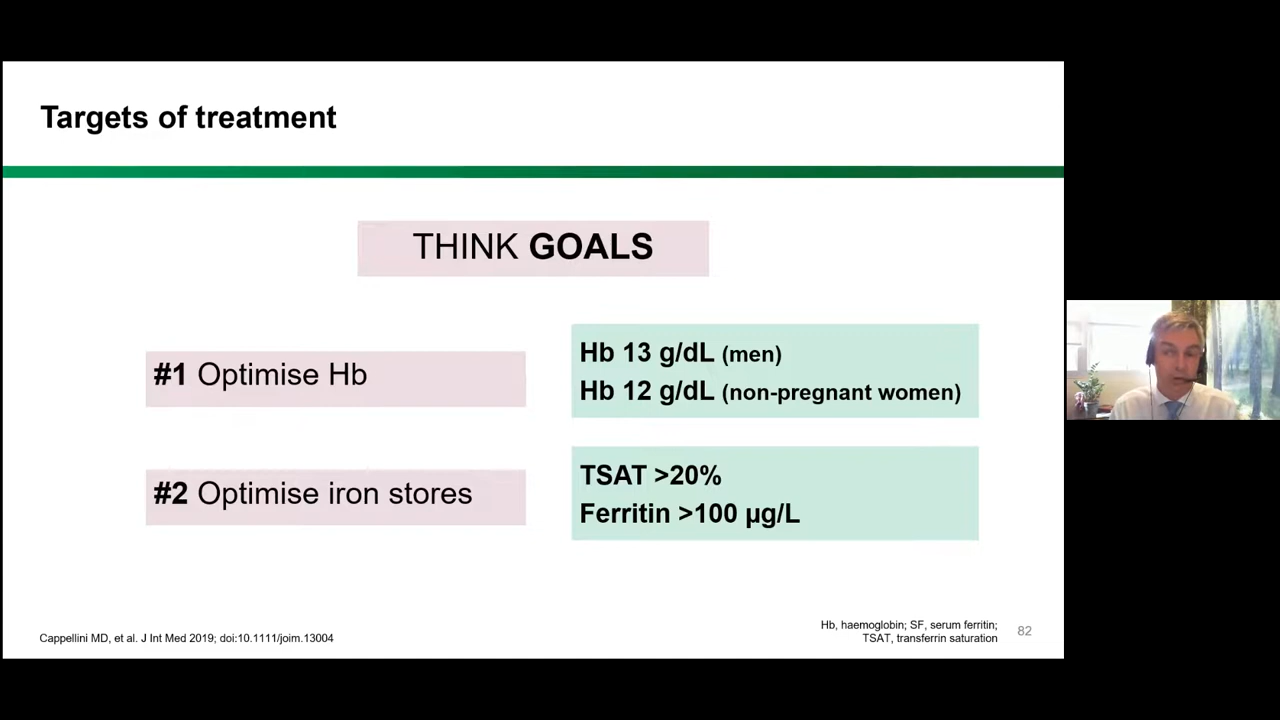 Targets of treatment
THINK GOALS
#1 Optimise Hb
Hb 13 g/dL (men)
Hb 12 g/dL (non-pregnant women)
#2 Optimise iron stores
TSAT >20%
Ferritin >100 µg/L
Cappellini MD, et al. J Int Med 2019; doi:10.1111/joim.13004
Hb, haemoglobin; SF, serum ferritin;
TSAT, transferrin saturation
82